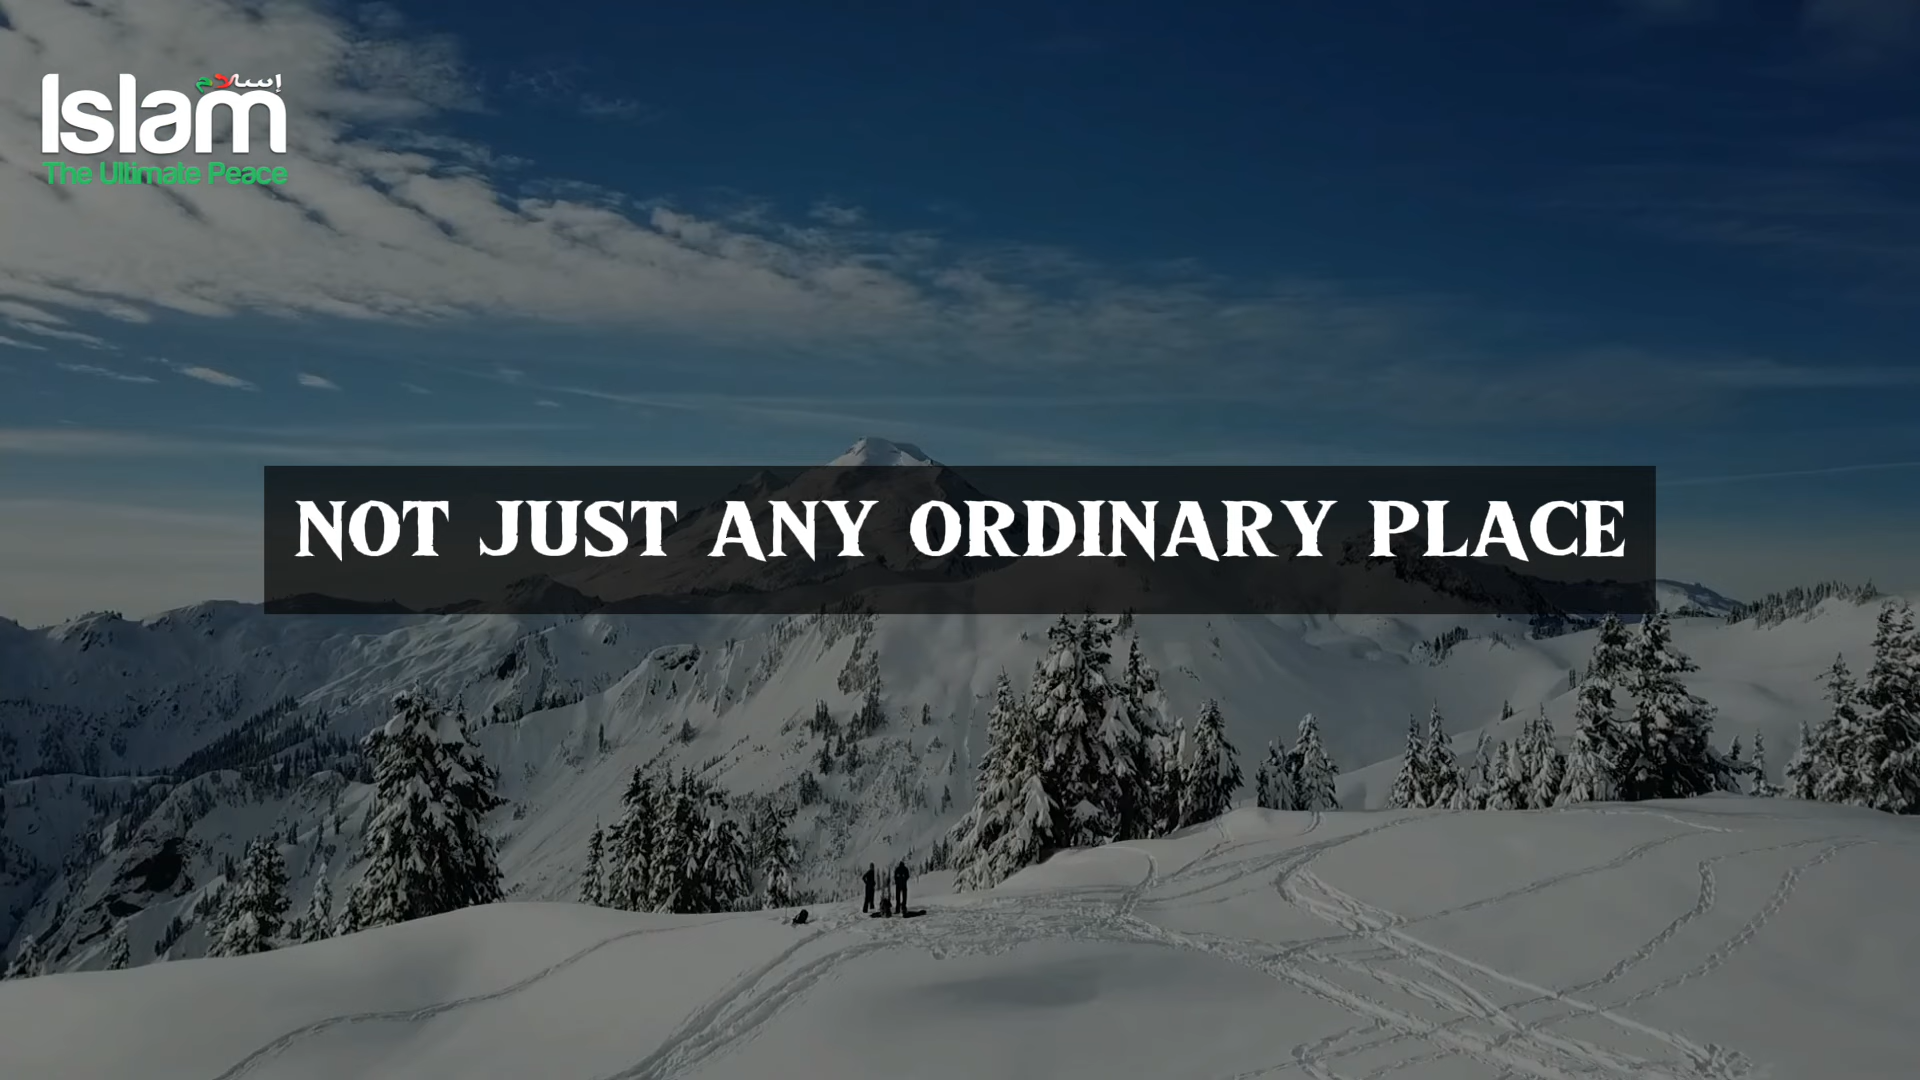 إسلام
Islam
The Ultimate Peace
NOT JUST ANY ORDINARY PLACE